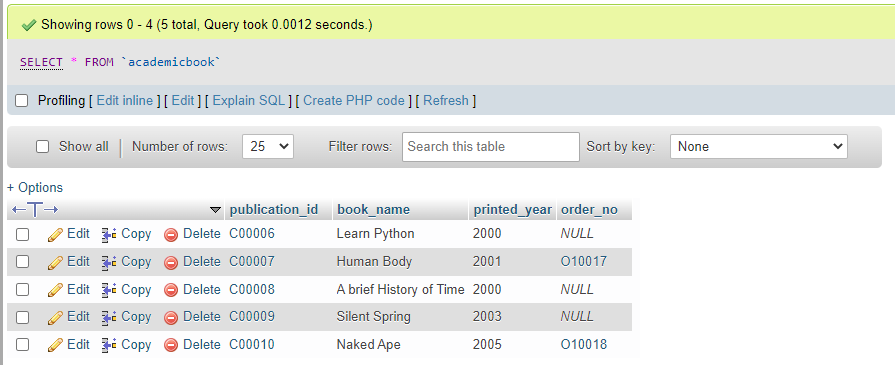 Showing rows 0 - 4 (5 total, Query took 0.0012 seconds.)
SELECT * FROM `academicbook`
Profiling [ Edit inline ] [ Edit ] [ Explain SQL ] [ Create PHP code ] [ Refresh ]
Show all Number of rows: 25 Filter rows: Search this table Sort by key: None
+ Options
publication_id book_name printed_year order_no
Edit Copy Delete C00006 Learn Python 2000 NULL
Edit Copy Delete C00007 Human Body 2001 O10017
Edit Copy Delete C00008 A brief History of Time 2000 NULL
Edit Copy Delete C00009 Silent Spring 2003 NULL
Edit Copy Delete C00010 Naked Ape 2005 O10018